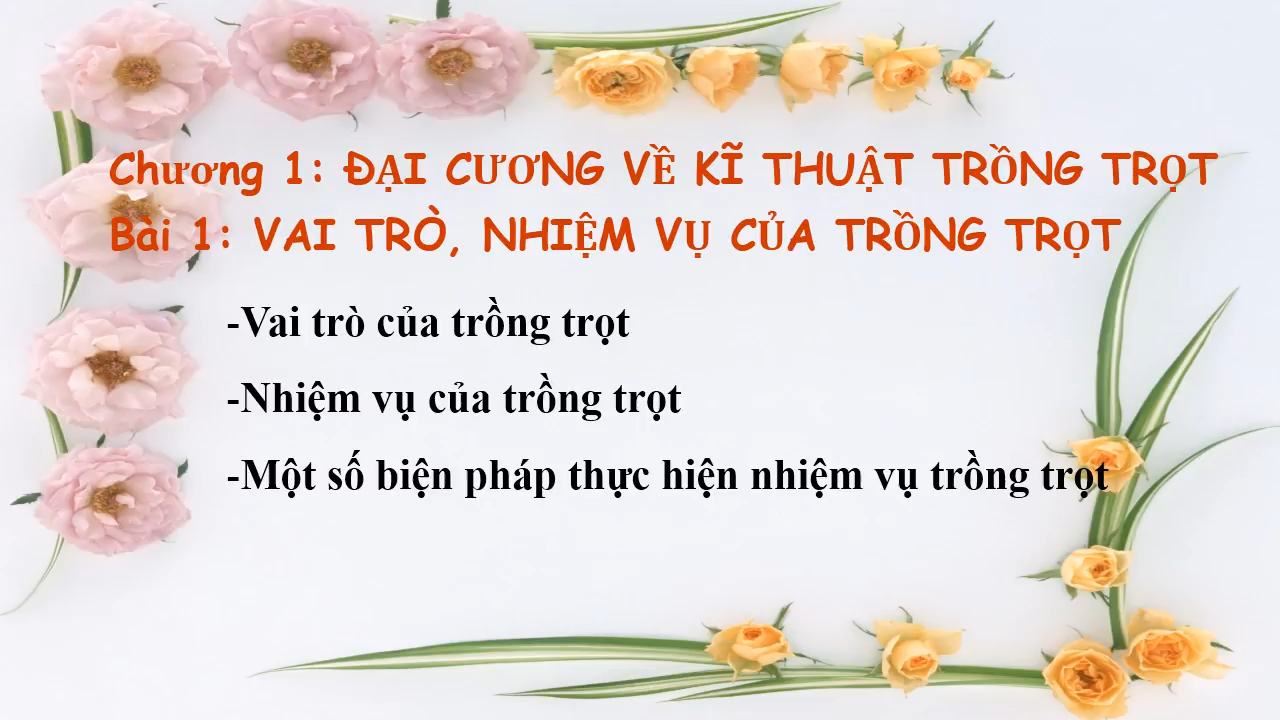 Chương 1: ĐẠI CƯƠNG VỀ KĨ THUẬT TRỒNG TRỌT
Bài 1: VAI TRÒ, NHIỆM VỤ CỦA TRỒNG TRỌT
-Vai trò của trồng trọt
-Nhiệm vụ của trồng trọt
-Một số biện pháp thực hiện nhiệm vụ trồng trọt